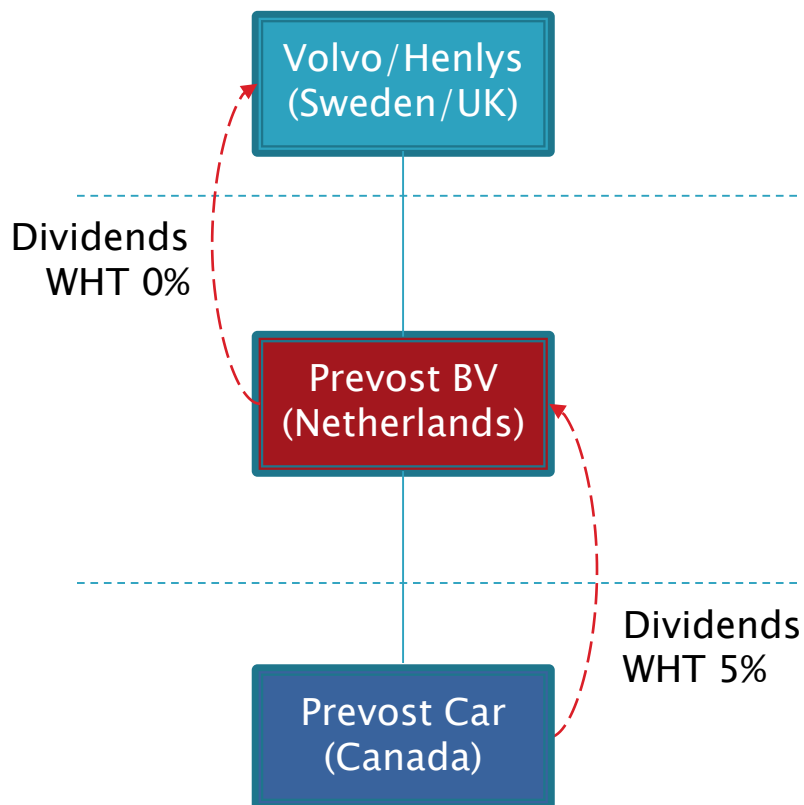 Volvo/Henlys
(Sweden/UK)
Dividends
WHT 0%
Prevost BV
(Netherlands)
Dividends
WHT 5%
Prevost Car
(Canada)